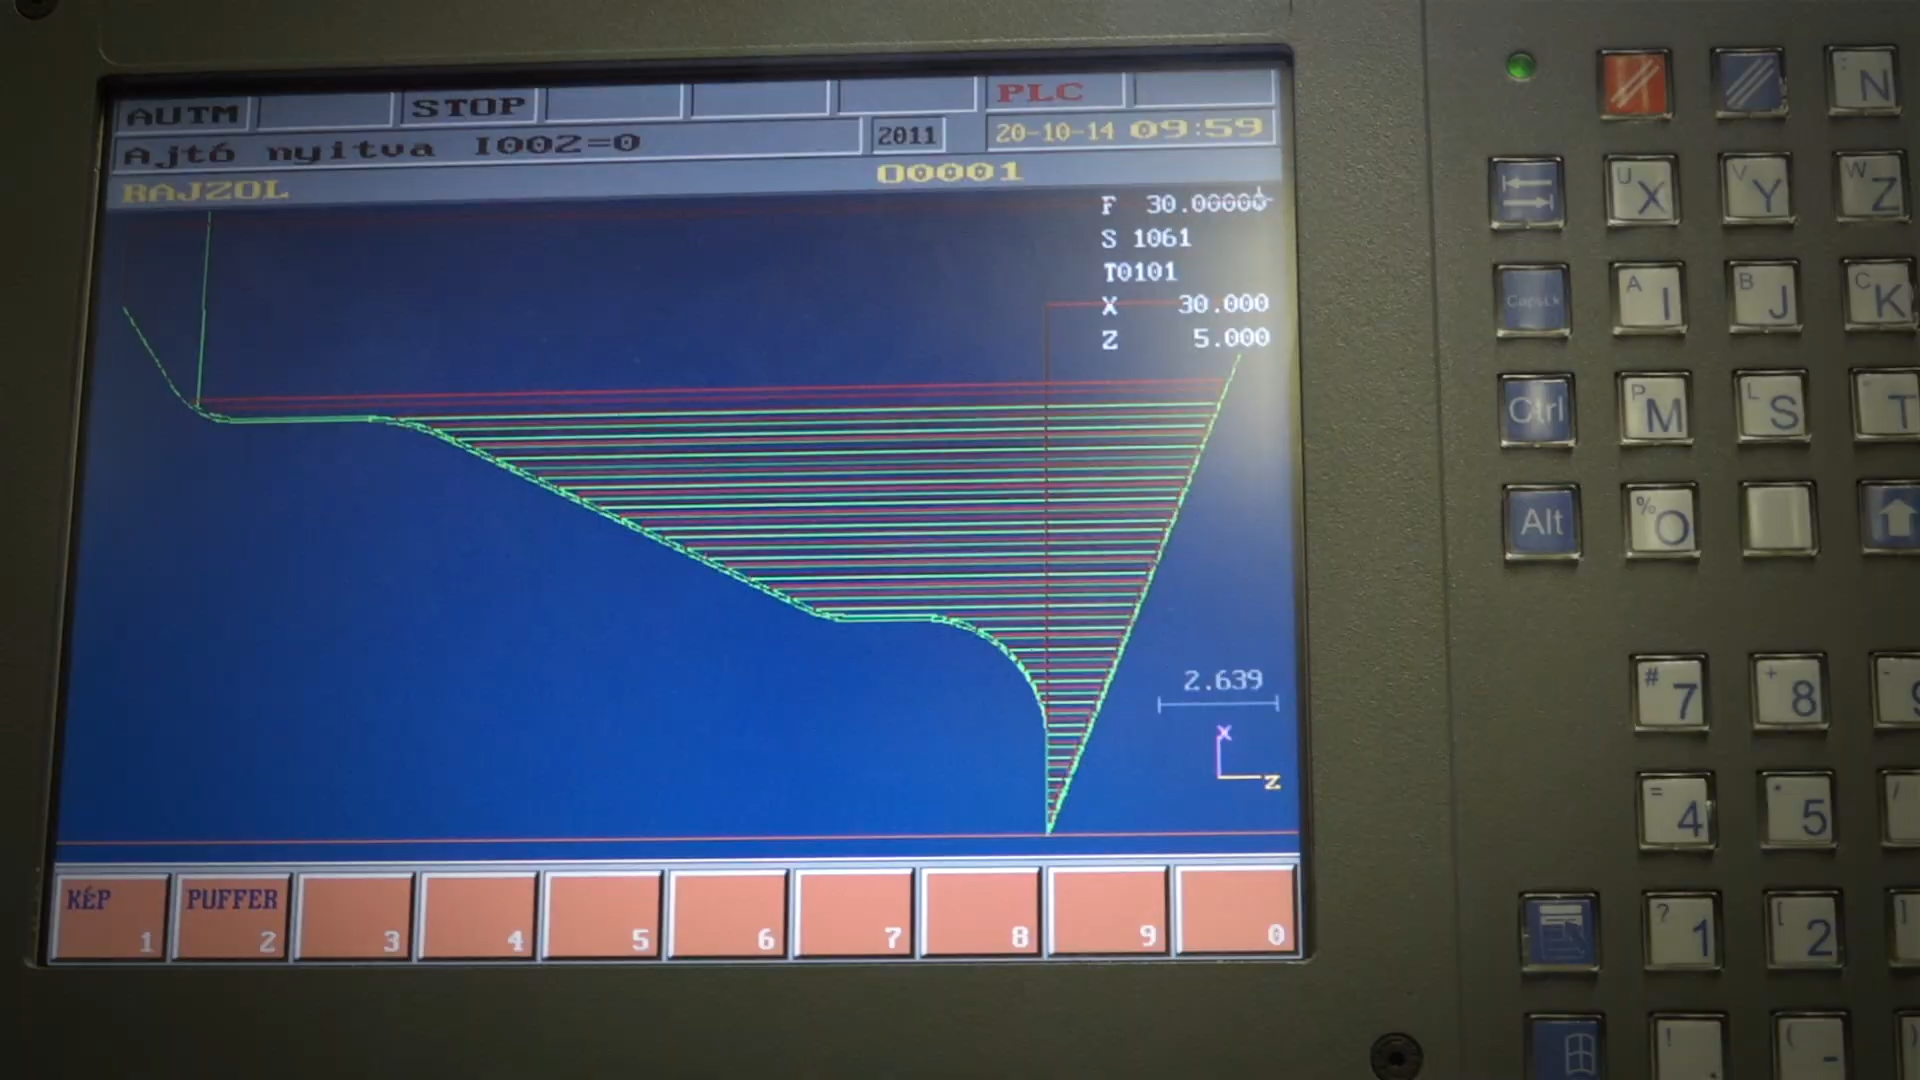 AUTM STOP PLC
Ajtó nyitva I002=0 2011 20-10-14 09:59
RAJZOL O0001
F 30.00000
S 1061
T0101
X 30.000
Z 5.000
2.639
X
Z
KÉP 1 PUFFER 2 3 4 5 6 7 8 9 0
: N
U X V Y W Z
CapsLk A I B J C K
Ctrl P M L S T
Alt % O
# 7 + 8 - 9
= 4 * 5 /
? 1 [ 2 ]
! ( - )